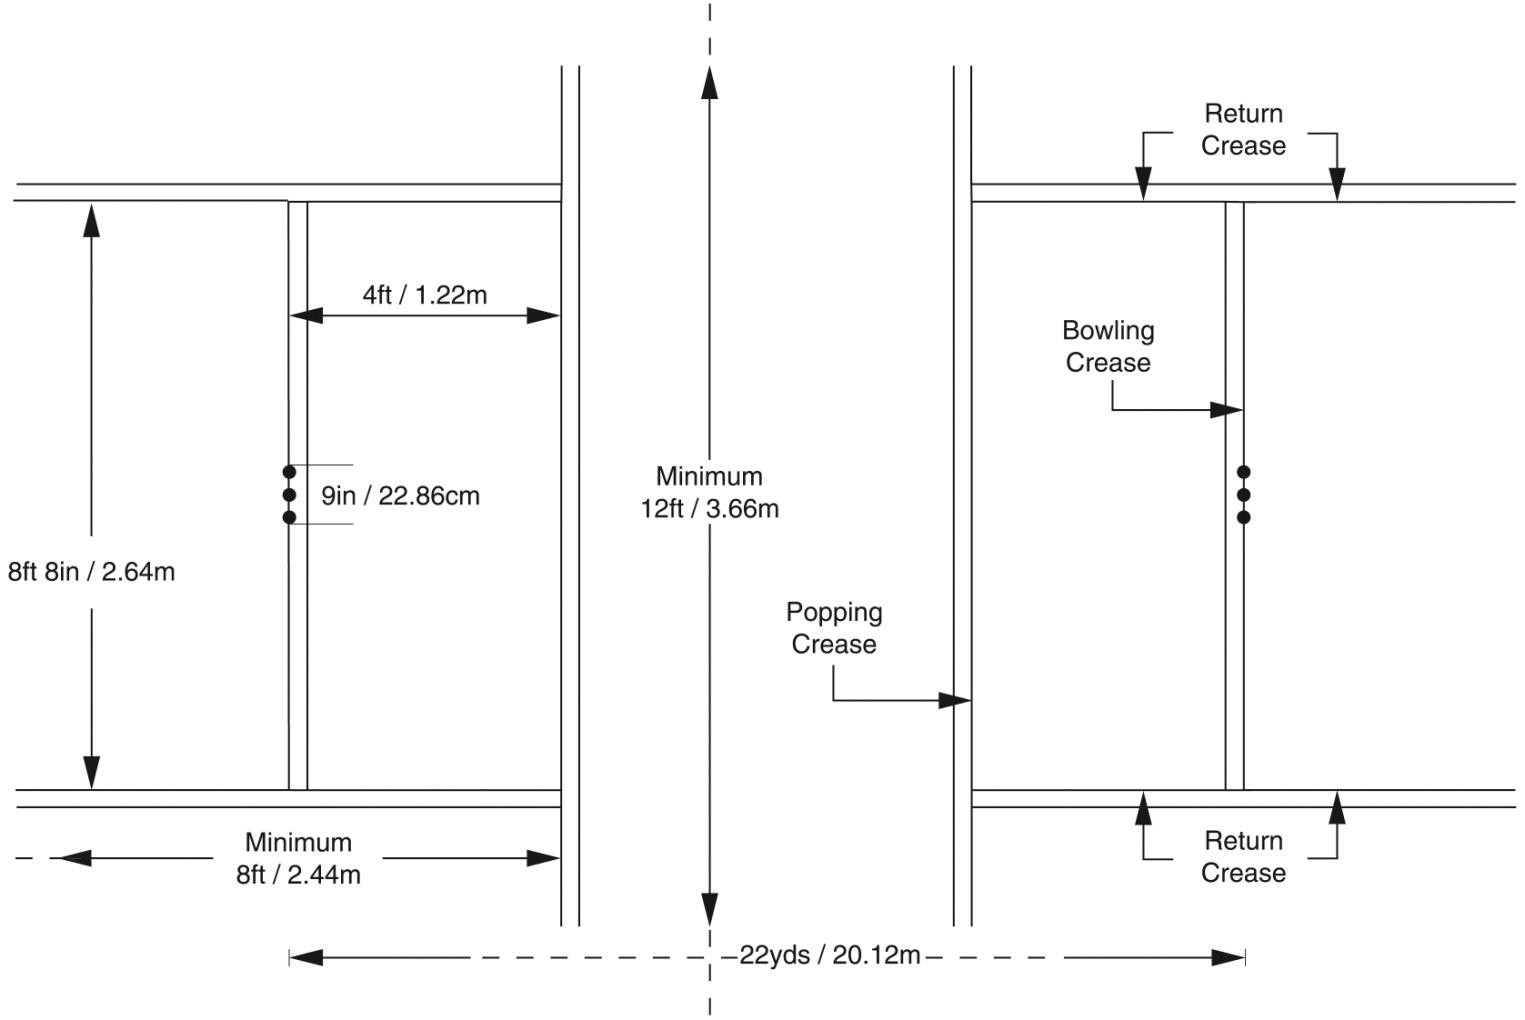 Return
Crease
4ft / 1.22m
Bowling
Crease
9in / 22.86cm
Minimum
12ft / 3.66m
8ft 8in / 2.64m
Popping
Crease
Minimum
8ft / 2.44m
Return
Crease
22yds / 20.12m